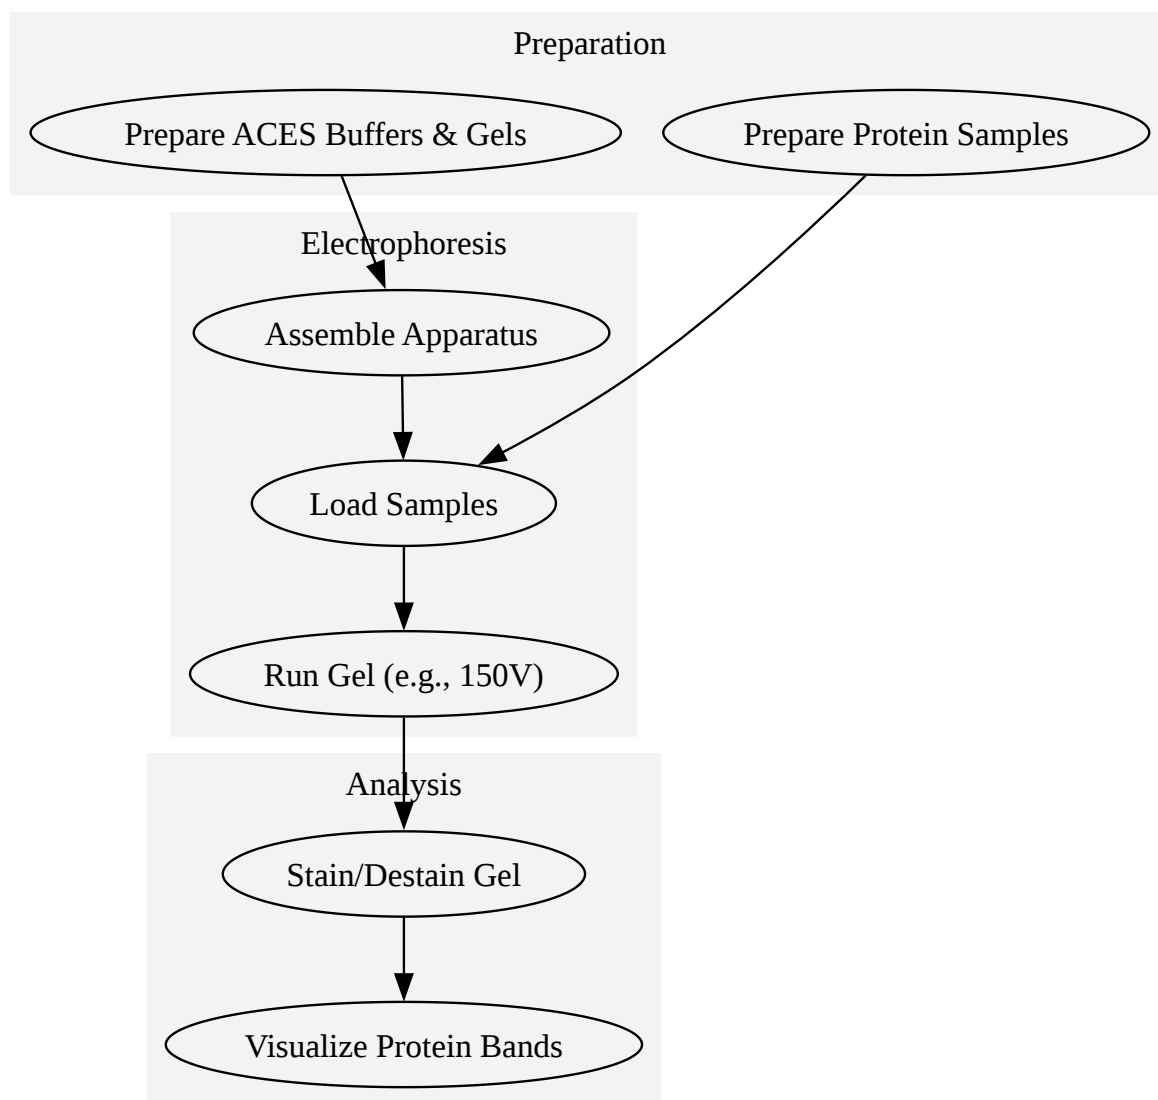 Preparation
Prepare ACES Buffers & Gels
Prepare Protein Samples
Electrophoresis
Assemble Apparatus
Load Samples
Run Gel (e.g., 150V)
Analysis
Stain/Destain Gel
Visualize Protein Bands